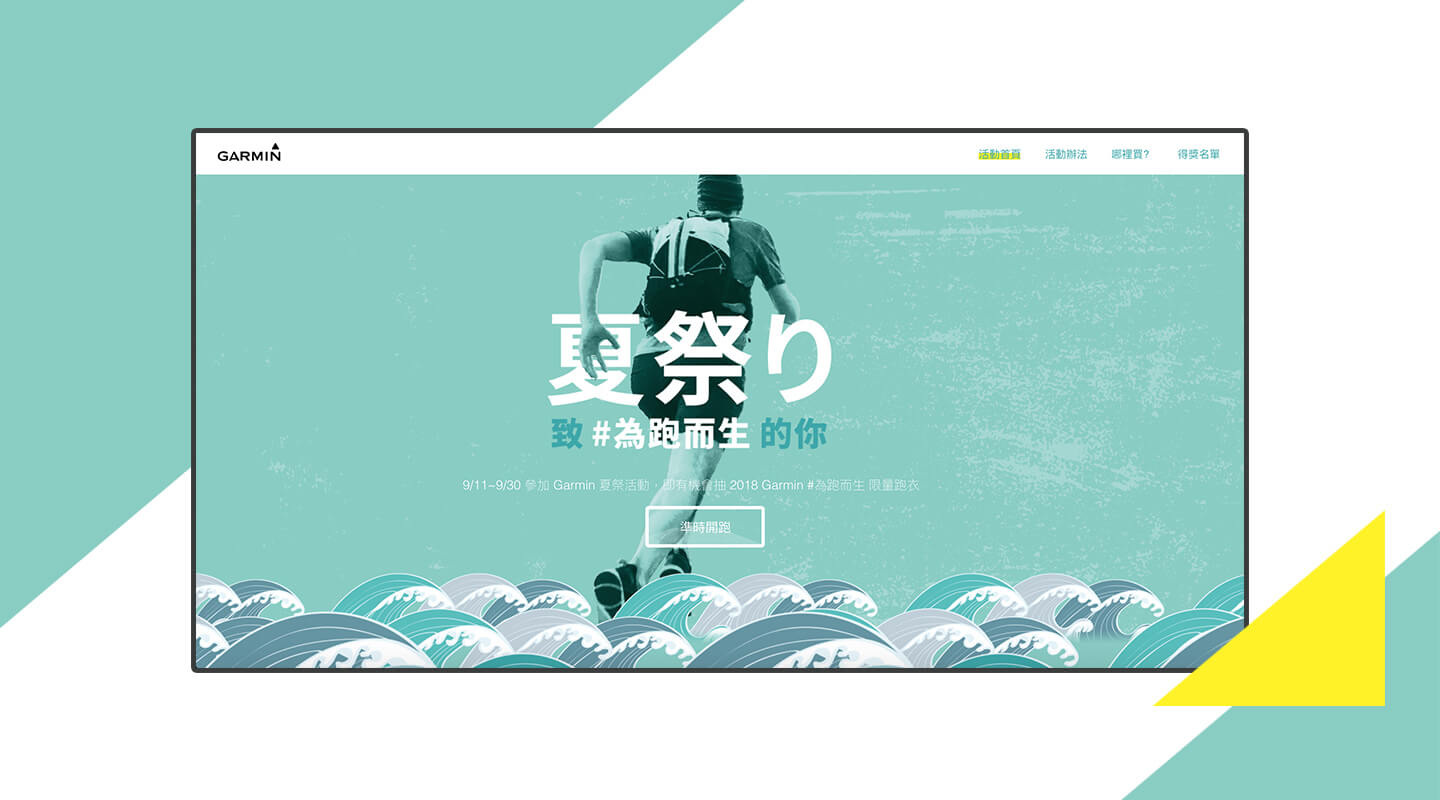 GARMIN
活動首頁 活動辦法 哪裡買? 得獎名單
夏祭り
致 #為跑而生 的你
9/11~9/30 參加 Garmin 夏祭活動，即有機會抽 2018 Garmin #為跑而生 限量跑衣
準時開跑